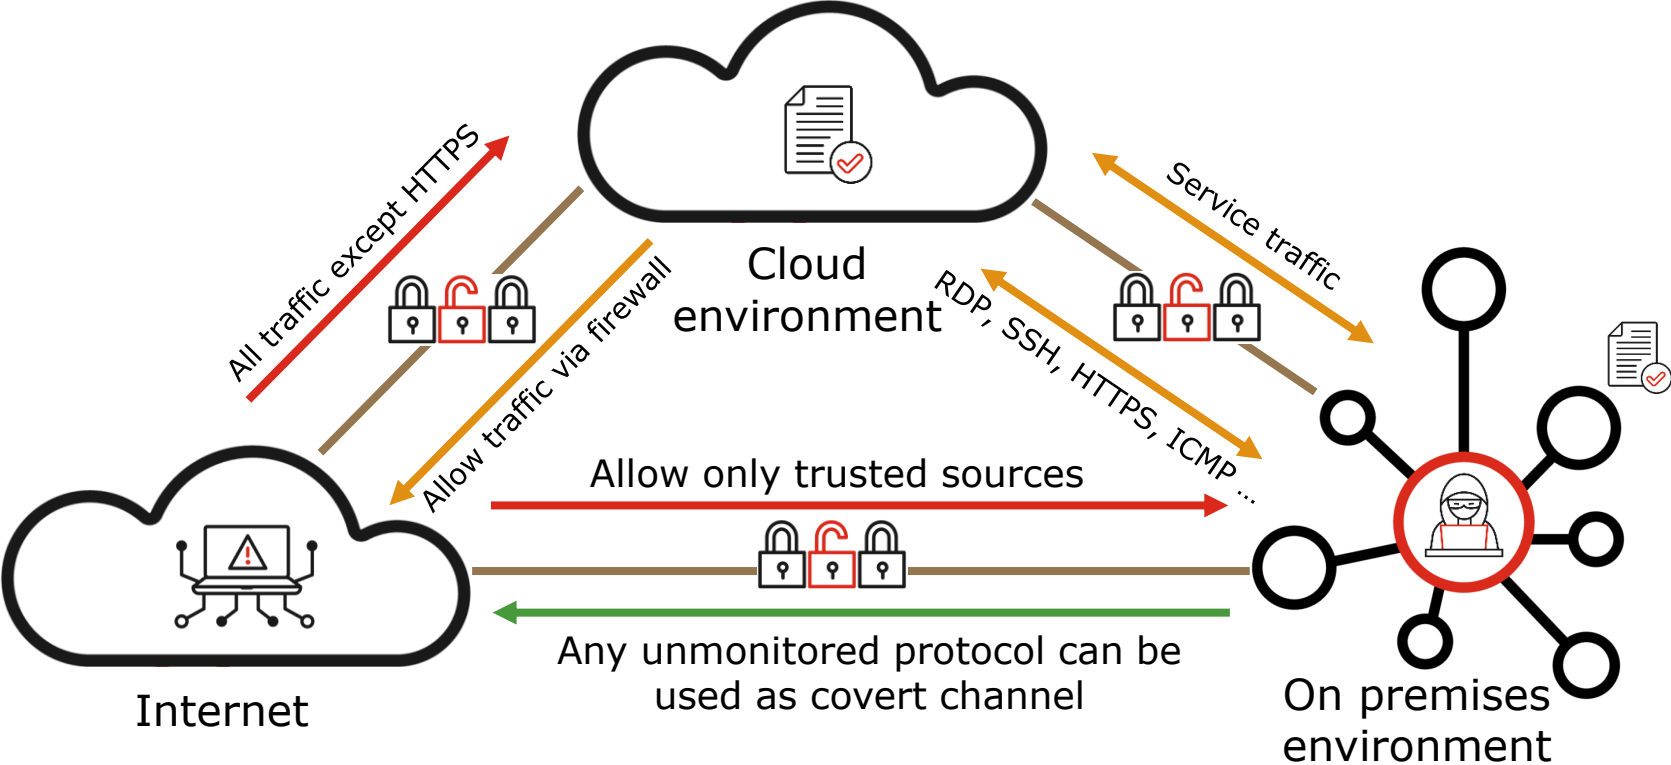 All traffic except HTTPS
Allow traffic via firewall
Cloud
environment
Service traffic
RDP, SSH, HTTPS, ICMP ...
Allow only trusted sources
Any unmonitored protocol can be
used as covert channel
Internet
On premises
environment